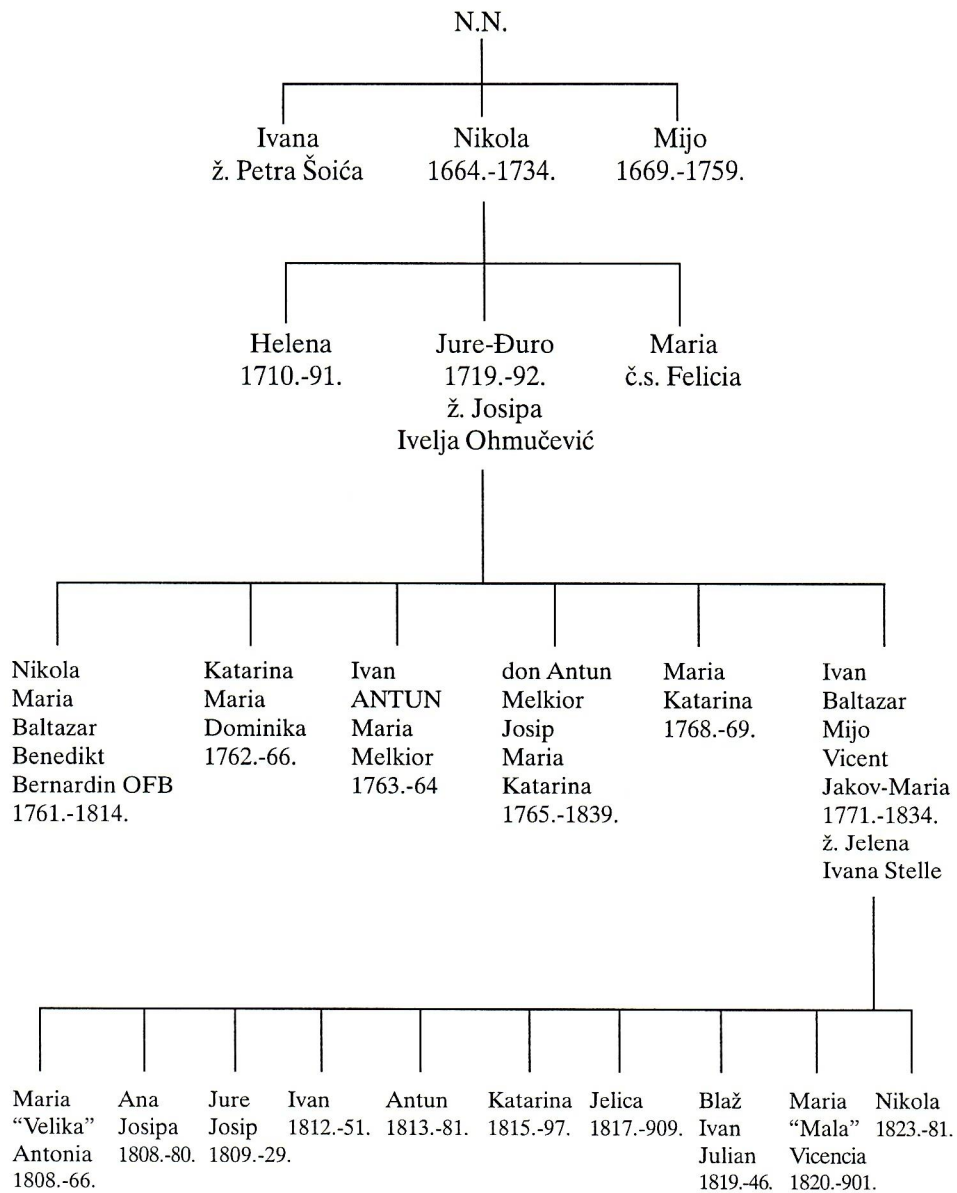 N.N.
Ivana
ž. Petra Šoića
Nikola
1664.-1734.
Mijo
1669.-1759.
Helena
1710.-91.
Jure-Đuro
1719.-92.
ž. Josipa
Ivelja Ohmučević
Maria
č.s. Felicia
Nikola
Maria
Baltazar
Benedikt
Bernardin OFB
1761.-1814.
Katarina
Maria
Dominika
1762.-66.
Ivan
ANTUN
Maria
Melkior
1763.-64
don Antun
Melkior
Josip
Maria
Katarina
1765.-1839.
Maria
Katarina
1768.-69.
Ivan
Baltazar
Mijo
Vicent
Jakov-Maria
1771.-1834.
ž. Jelena
Ivana Stelle
Maria
“Velika”
Antonia
1808.-66.
Ana
Josipa
1808.-80.
Jure
Josip
1809.-29.
Ivan
1812.-51.
Antun
1813.-81.
Katarina
1815.-97.
Jelica
1817.-909.
Blaž
Ivan
Julian
1819.-46.
Maria
“Mala”
Vicencia
1820.-901.
Nikola
1823.-81.